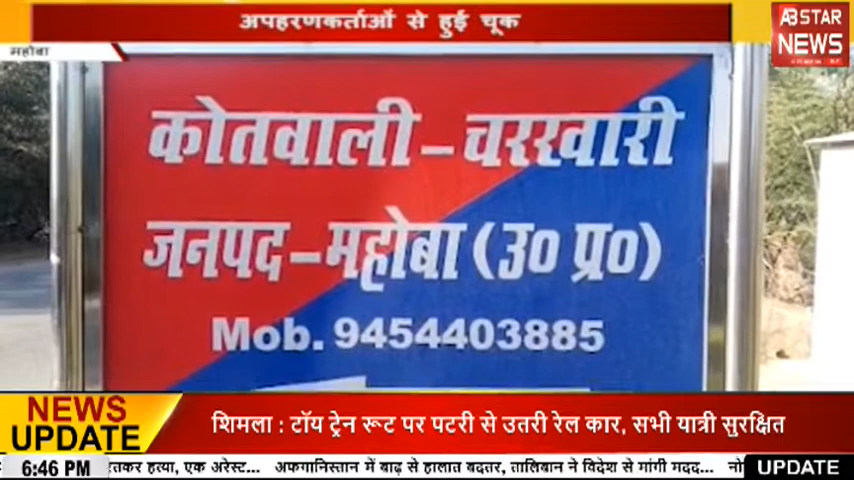 अपहरणकर्ताओं से हुई चूक
AB STAR
NEWS
महोबा
कोतवाली-चरखारी
जनपद-महोबा (उ० प्र०)
Mob. 9454403885
NEWS
UPDATE
शिमला : टॉय ट्रेन रूट पर पटरी से उतरी रेल कार, सभी यात्री सुरक्षित
6:46 PM
हत्या, एक अरेस्ट... अफगानिस्तान में बाढ़ से हालात बदतर, तालिबान ने विदेश से मांगी मदद...
UPDATE